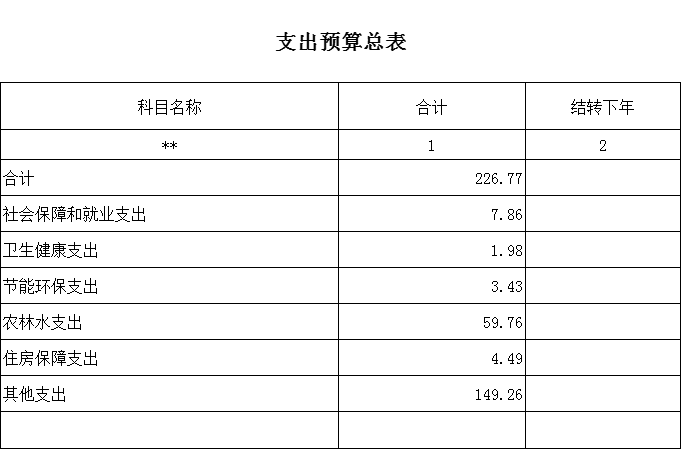 支出预算总表
科目名称 合计 结转下年
** 1 2
合计 226.77
社会保障和就业支出 7.86
卫生健康支出 1.98
节能环保支出 3.43
农林水支出 59.76
住房保障支出 4.49
其他支出 149.26